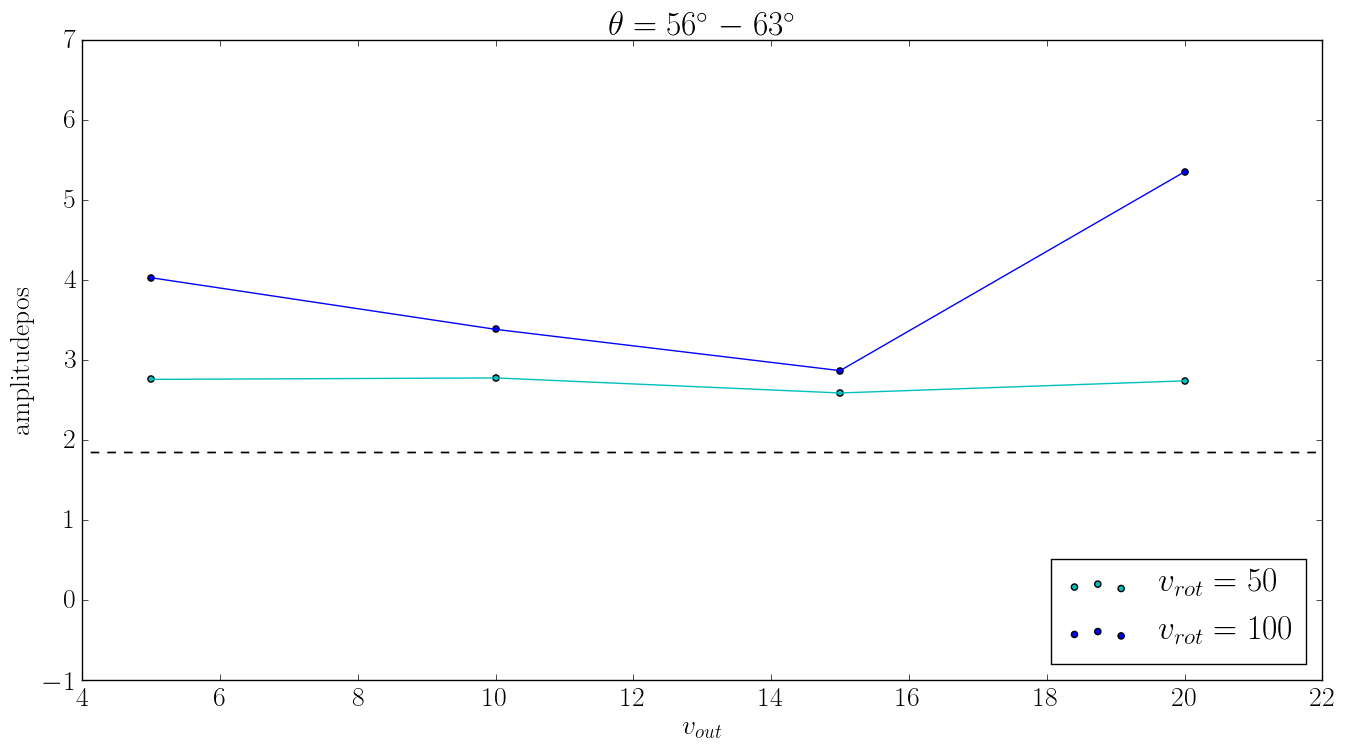 θ = 56° − 63°
7
6
5
4
3
2
1
0
−1
amplitudepos
4 6 8 10 12 14 16 18 20 22
v_out
v_rot = 50
v_rot = 100